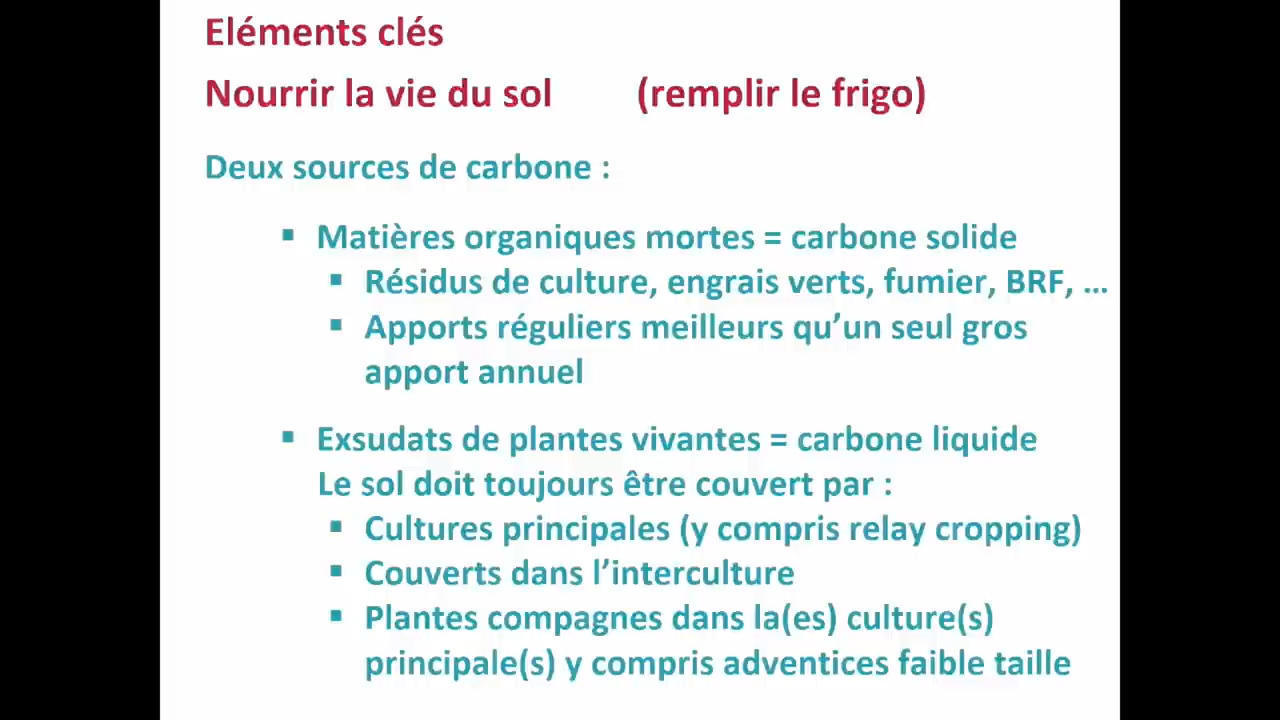 Eléments clés
Nourrir la vie du sol (remplir le frigo)
Deux sources de carbone :
▪ Matières organiques mortes = carbone solide
▪ Résidus de culture, engrais verts, fumier, BRF, ...
▪ Apports réguliers meilleurs qu’un seul gros
apport annuel
▪ Exsudats de plantes vivantes = carbone liquide
Le sol doit toujours être couvert par :
▪ Cultures principales (y compris relay cropping)
▪ Couverts dans l’interculture
▪ Plantes compagnes dans la(es) culture(s)
principale(s) y compris adventices faible taille